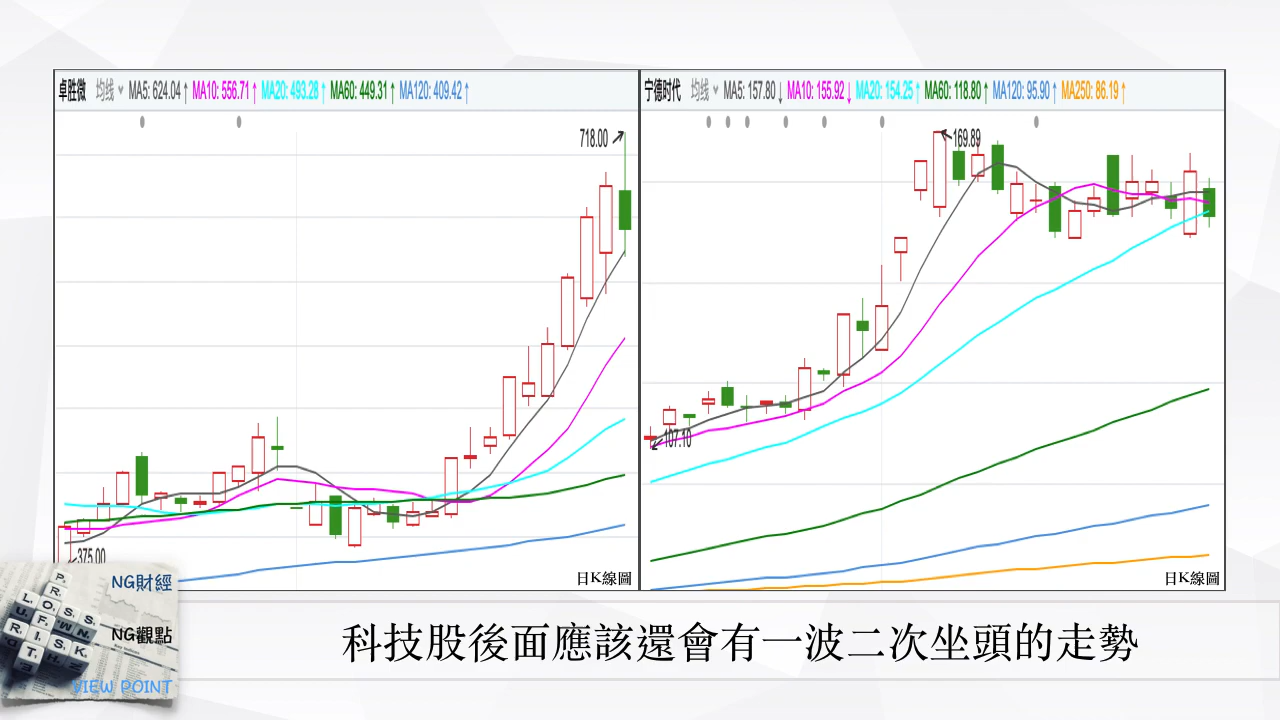 卓胜微 均线 MA5: 624.04↑ MA10: 556.71↑ MA20: 493.28↑ MA60: 449.31↑ MA120: 409.42↑
718.00
375.00
日K線圖
宁德时代 均线 MA5: 157.80↓ MA10: 155.92↓ MA20: 154.25↑ MA60: 118.80↑ MA120: 95.90↑ MA250: 86.19↑
169.89
107.10
日K線圖
NG財經
NG觀點
VIEW POINT
科技股後面應該還會有一波二次坐頭的走勢